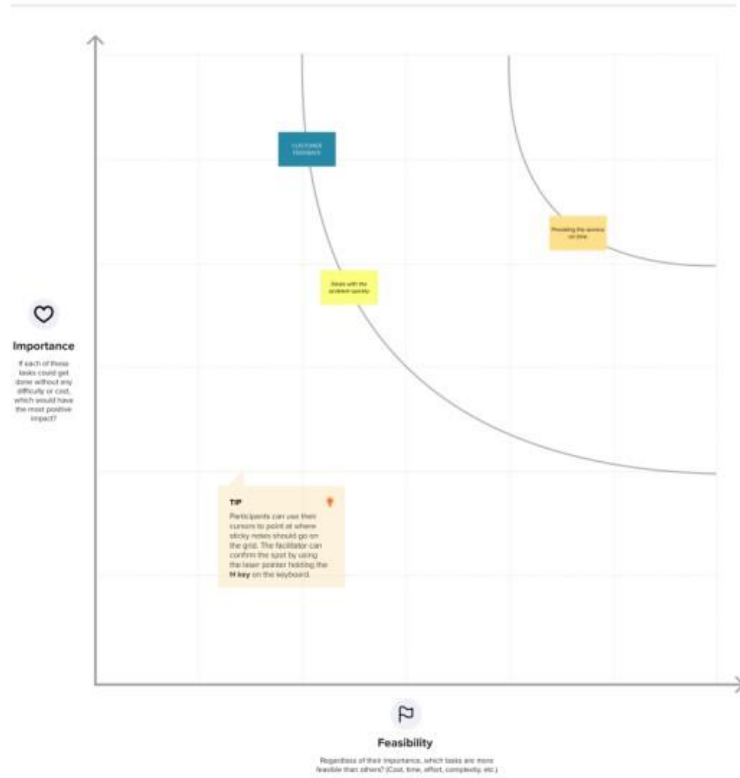 CUSTOMER
FEEDBACK
Providing the service
on time
Deals with the
problem quickly
Importance
If each of these
tasks could get
done without any
difficulty or cost,
which would have
the most positive
impact?
TIP
Participants can use their
cursors to point at where
sticky notes should go on
the grid. The facilitator can
confirm the spot by using
the laser pointer holding the
H key on the keyboard.
Feasibility
Regardless of their importance, which tasks are more
feasible than others? (Cost, time, effort, complexity, etc.)